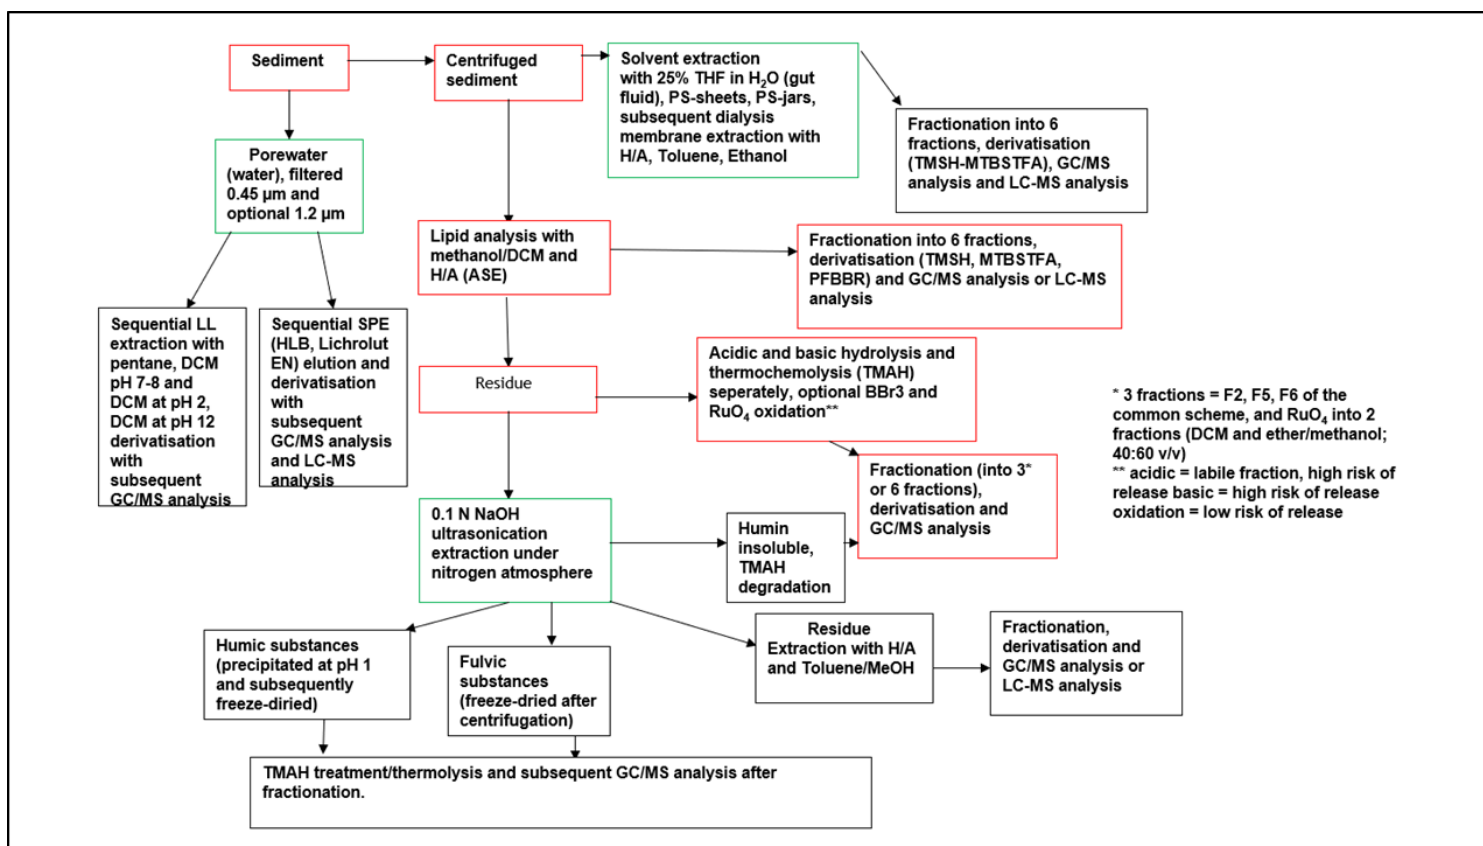 Sediment
Centrifuged
sediment
Solvent extraction
with 25% THF in H₂O (gut
fluid), PS-sheets, PS-jars,
subsequent dialysis
membrane extraction with
H/A, Toluene, Ethanol
Fractionation into 6
fractions, derivatisation
(TMSH-MTBSTFA), GC/MS
analysis and LC-MS analysis
Porewater
(water), filtered
0.45 µm and
optional 1.2 µm
Lipid analysis with
methanol/DCM and
H/A (ASE)
Fractionation into 6 fractions,
derivatisation (TMSH, MTBSTFA,
PFBBR) and GC/MS analysis or LC-MS
analysis
Sequential LL
extraction with
pentane, DCM
pH 7-8 and
DCM at pH 2,
DCM at pH 12
derivatisation
with
subsequent
GC/MS analysis
Sequential SPE
(HLB, Lichrolut
EN) elution and
derivatisation
with
subsequent
GC/MS analysis
and LC-MS
analysis
Residue
Acidic and basic hydrolysis and
thermochemolysis (TMAH)
seperately, optional BBr3 and
RuO₄ oxidation**
* 3 fractions = F2, F5, F6 of the
common scheme, and RuO₄ into 2
fractions (DCM and ether/methanol;
40:60 v/v)
** acidic = labile fraction, high risk of
release basic = high risk of release
oxidation = low risk of release
Fractionation (into 3*
or 6 fractions),
derivatisation and
GC/MS analysis
0.1 N NaOH
ultrasonication
extraction under
nitrogen atmosphere
Humin
insoluble,
TMAH
degradation
Humic substances
(precipitated at pH 1
and subsequently
freeze-diried)
Fulvic
substances
(freeze-dried after
centrifugation)
Residue
Extraction with H/A
and Toluene/MeOH
Fractionation,
derivatisation and
GC/MS analysis or
LC-MS analysis
TMAH treatment/thermolysis and subsequent GC/MS analysis after
fractionation.